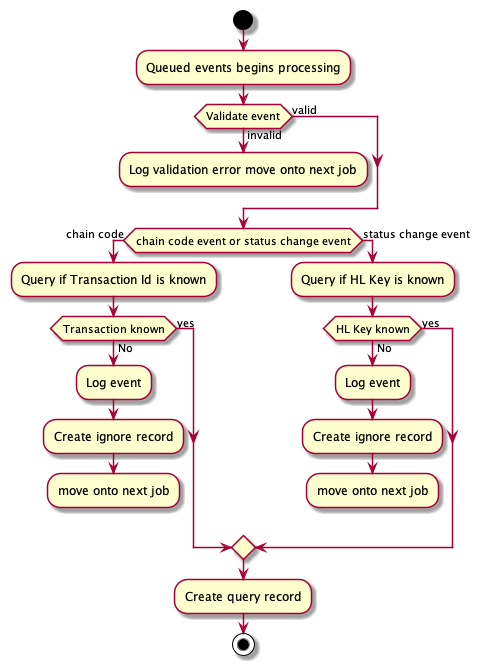 Queued events begins processing
Validate event
valid
invalid
Log validation error move onto next job
chain code
chain code event or status change event
status change event
Query if Transaction Id is known
Query if HL Key is known
Transaction known
yes
HL Key known
yes
No
No
Log event
Log event
Create ignore record
Create ignore record
move onto next job
move onto next job
Create query record